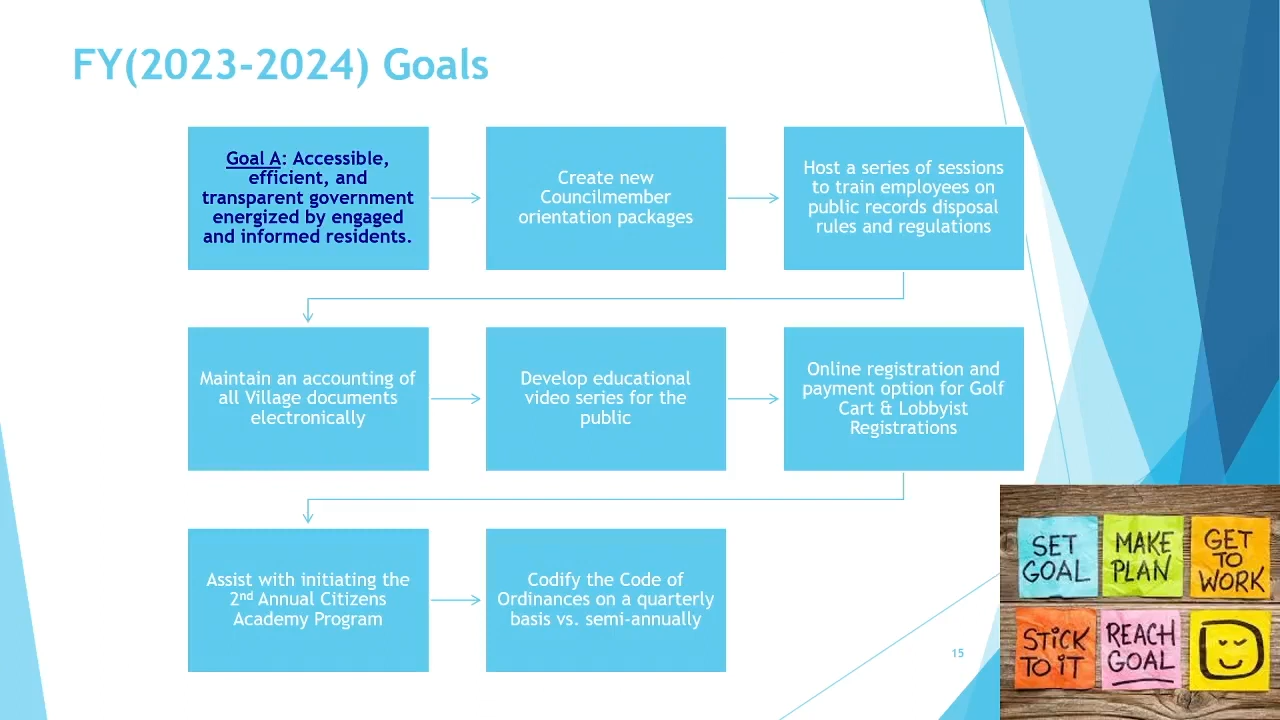 FY(2023-2024) Goals
Goal A: Accessible,
efficient, and
transparent government
energized by engaged
and informed residents.
Create new
Councilmember
orientation packages
Host a series of sessions
to train employees on
public records disposal
rules and regulations
Maintain an accounting of
all Village documents
electronically
Develop educational
video series for the
public
Online registration and
payment option for Golf
Cart & Lobbyist
Registrations
Assist with initiating the
2nd Annual Citizens
Academy Program
Codify the Code of
Ordinances on a quarterly
basis vs. semi-annually
15
SET
GOAL
MAKE
PLAN
GET
TO
WORK
STICK
TO IT
REACH
GOAL